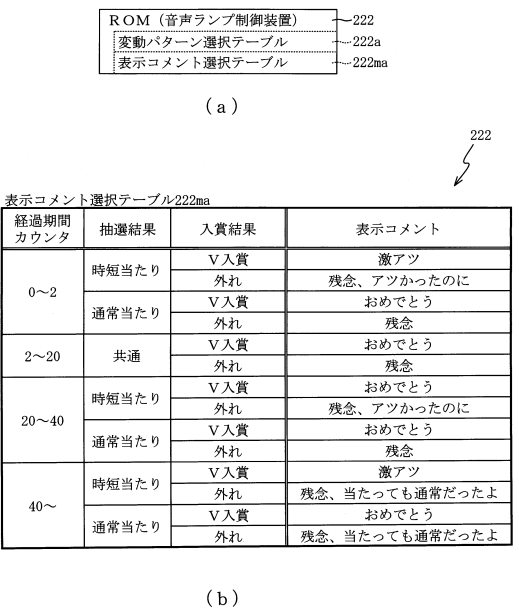 ROM（音声ランプ制御装置） 222
変動パターン選択テーブル 222a
表示コメント選択テーブル 222ma
(a)
222
表示コメント選択テーブル222ma
経過期間カウンタ 抽選結果 入賞結果 表示コメント
0～2 時短当たり V入賞 激アツ
外れ 残念、アツかったのに
通常当たり V入賞 おめでとう
外れ 残念
2～20 共通 V入賞 おめでとう
外れ 残念
20～40 時短当たり V入賞 おめでとう
外れ 残念、アツかったのに
通常当たり V入賞 おめでとう
外れ 残念
40～ 時短当たり V入賞 激アツ
外れ 残念、当たっても通常だったよ
通常当たり V入賞 おめでとう
外れ 残念、当たっても通常だったよ
(b)